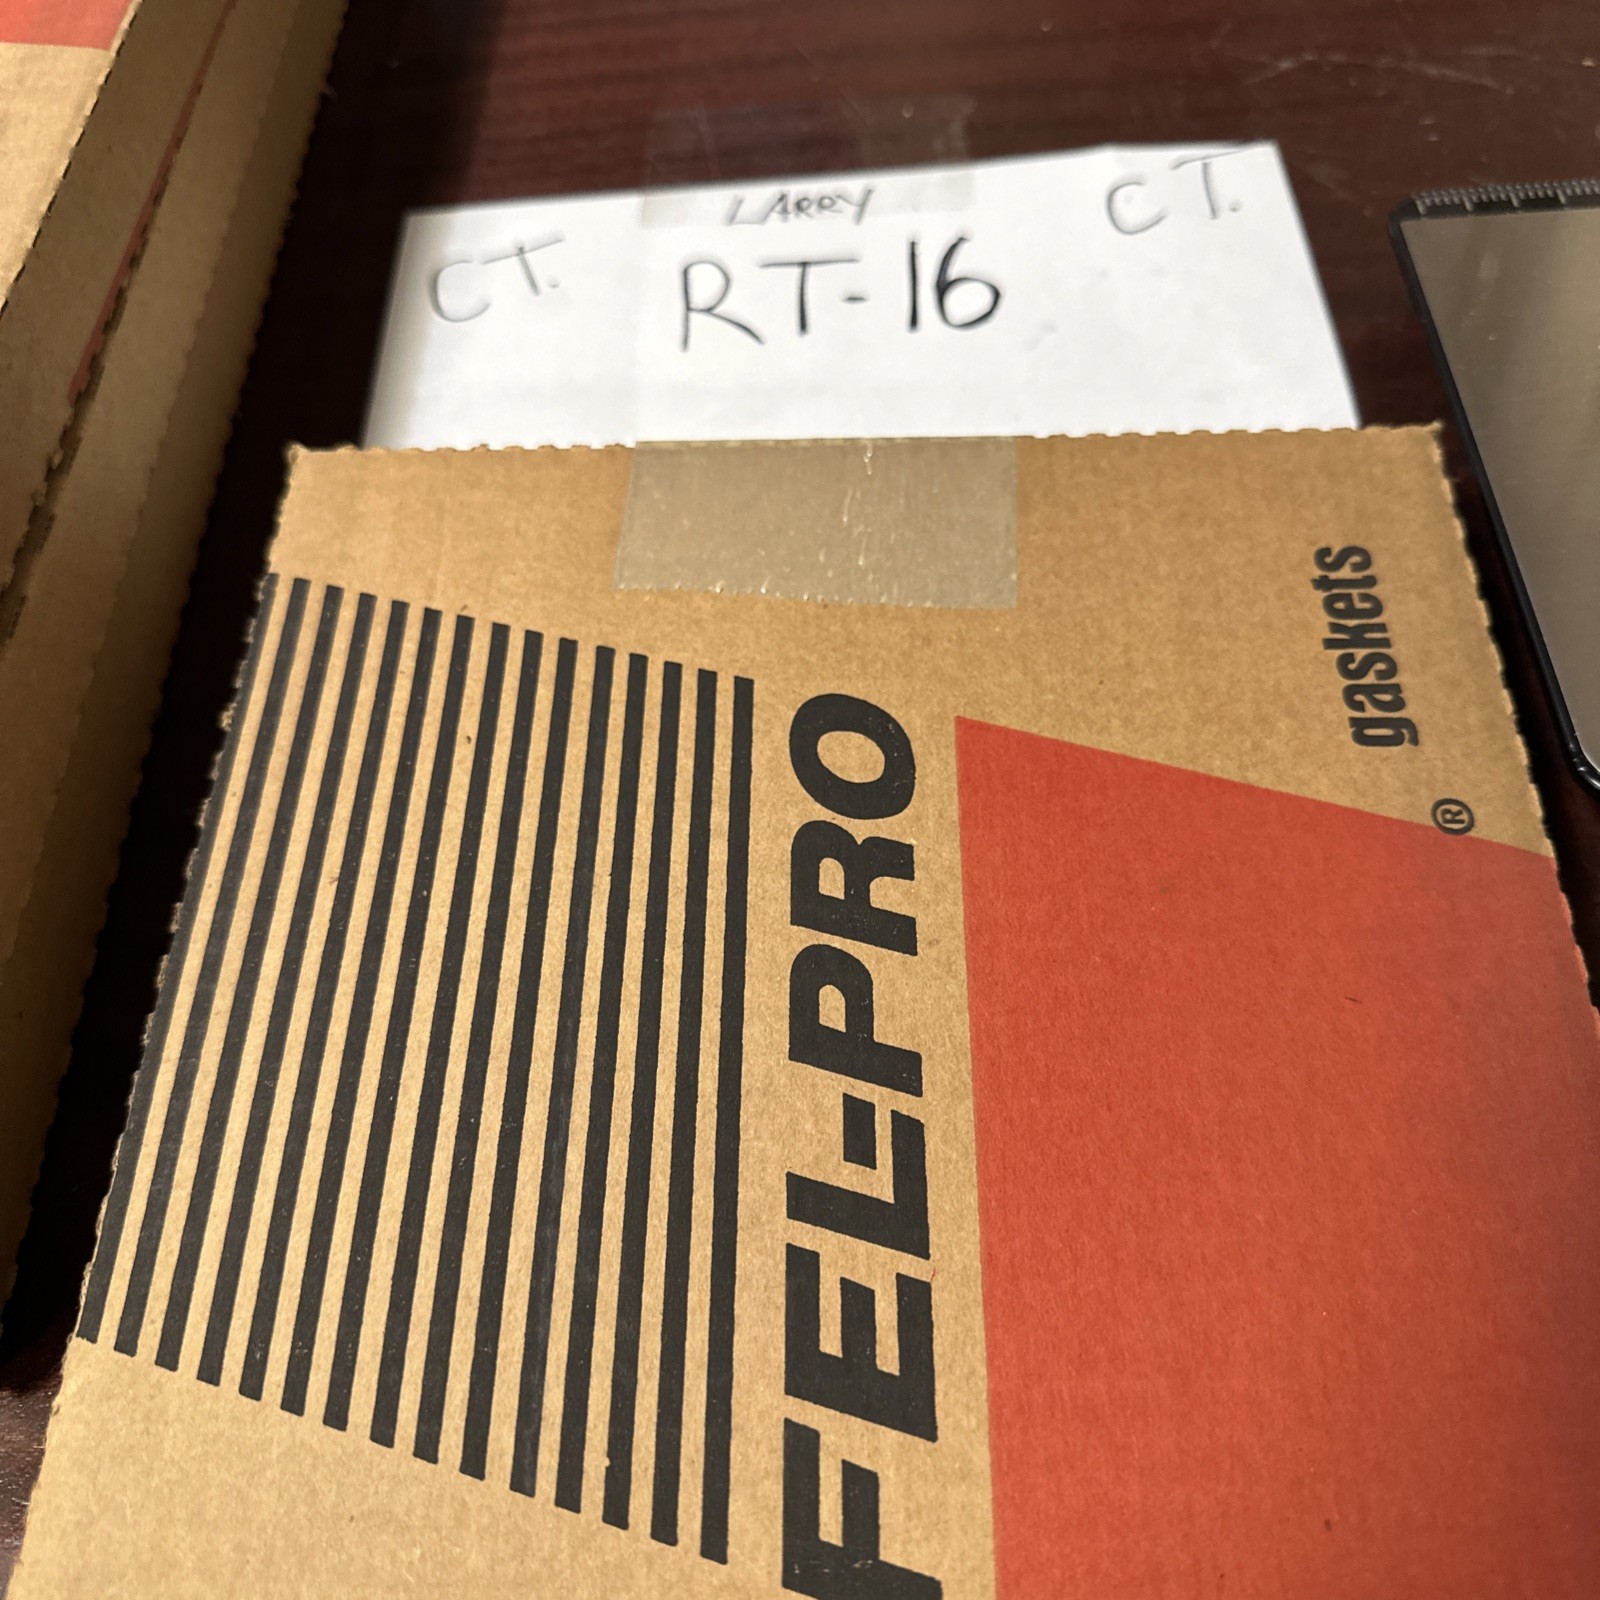 LARRY
CT. RT-16 CT.
FEL-PRO®
gaskets